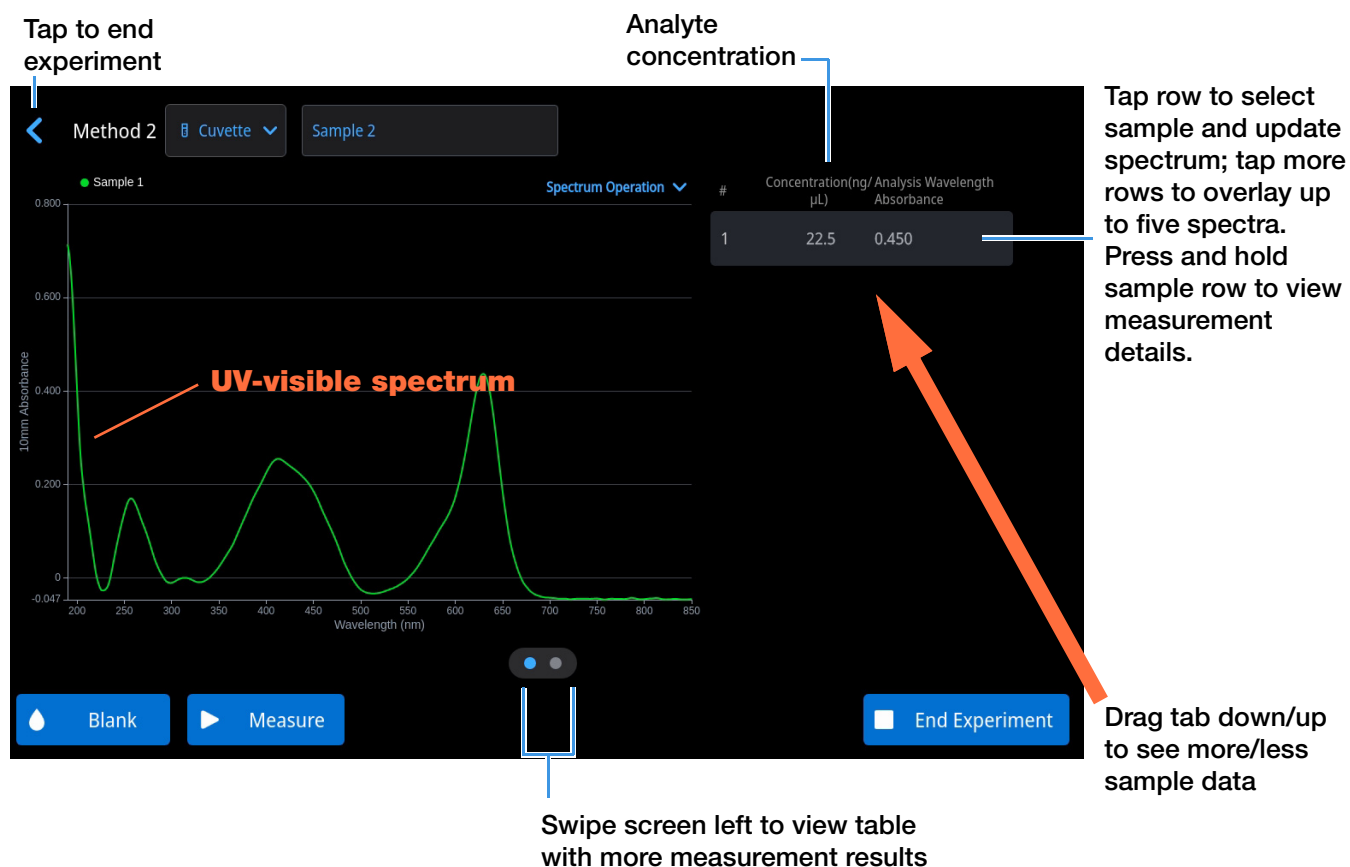 Tap to end
experiment
Analyte
concentration
Tap row to select
sample and update
spectrum; tap more
rows to overlay up
to five spectra.
Press and hold
sample row to view
measurement
details.
Method 2
Cuvette
Sample 2
Sample 1
Spectrum Operation
#
Concentration(ng/
µL)
Analysis Wavelength
Absorbance
1 22.5 0.450
0.800
0.600
0.400
0.200
0
-0.047
10mm Absorbance
UV-visible spectrum
200 250 300 350 400 450 500 550 600 650 700 750 800 850
Wavelength (nm)
Blank
Measure
End Experiment
Drag tab down/up
to see more/less
sample data
Swipe screen left to view table
with more measurement results